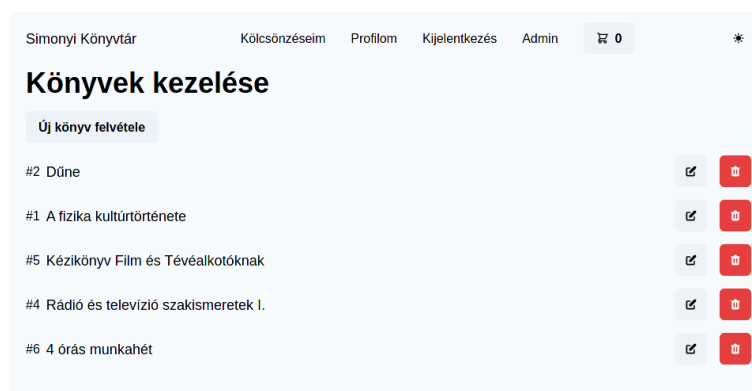 Simonyi Könyvtár Kölcsönzéseim Profilom Kijelentkezés Admin 0
Könyvek kezelése
Új könyv felvétele
#2 Dűne
#1 A fizika kultúrtörténete
#5 Kézikönyv Film és Tévéalkotóknak
#4 Rádió és televízió szakismeretek I.
#6 4 órás munkahét